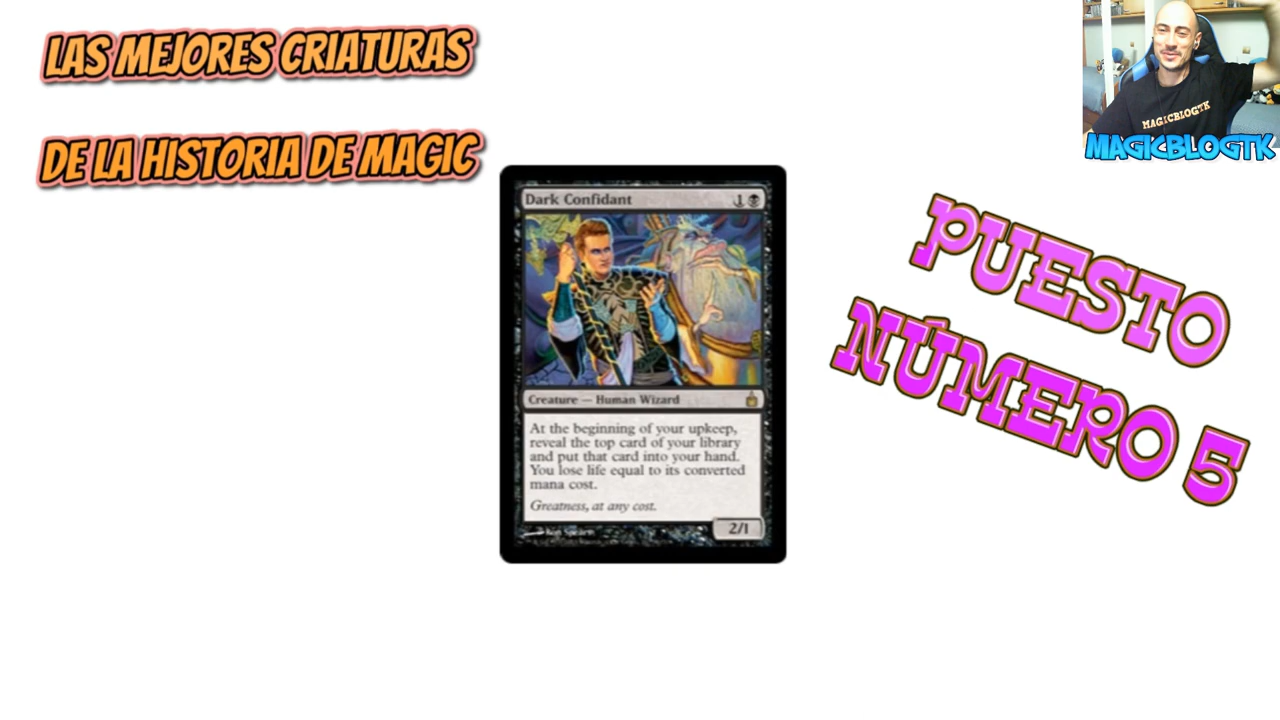 LAS MEJORES CRIATURAS
DE LA HISTORIA DE MAGIC
MAGICBLOGTK
MAGICBLOGTK
PUESTO
NÚMERO 5
Dark Confidant
1
Creature — Human Wizard
At the beginning of your upkeep,
reveal the top card of your library
and put that card into your hand.
You lose life equal to its converted
mana cost.
Greatness, at any cost.
2/1